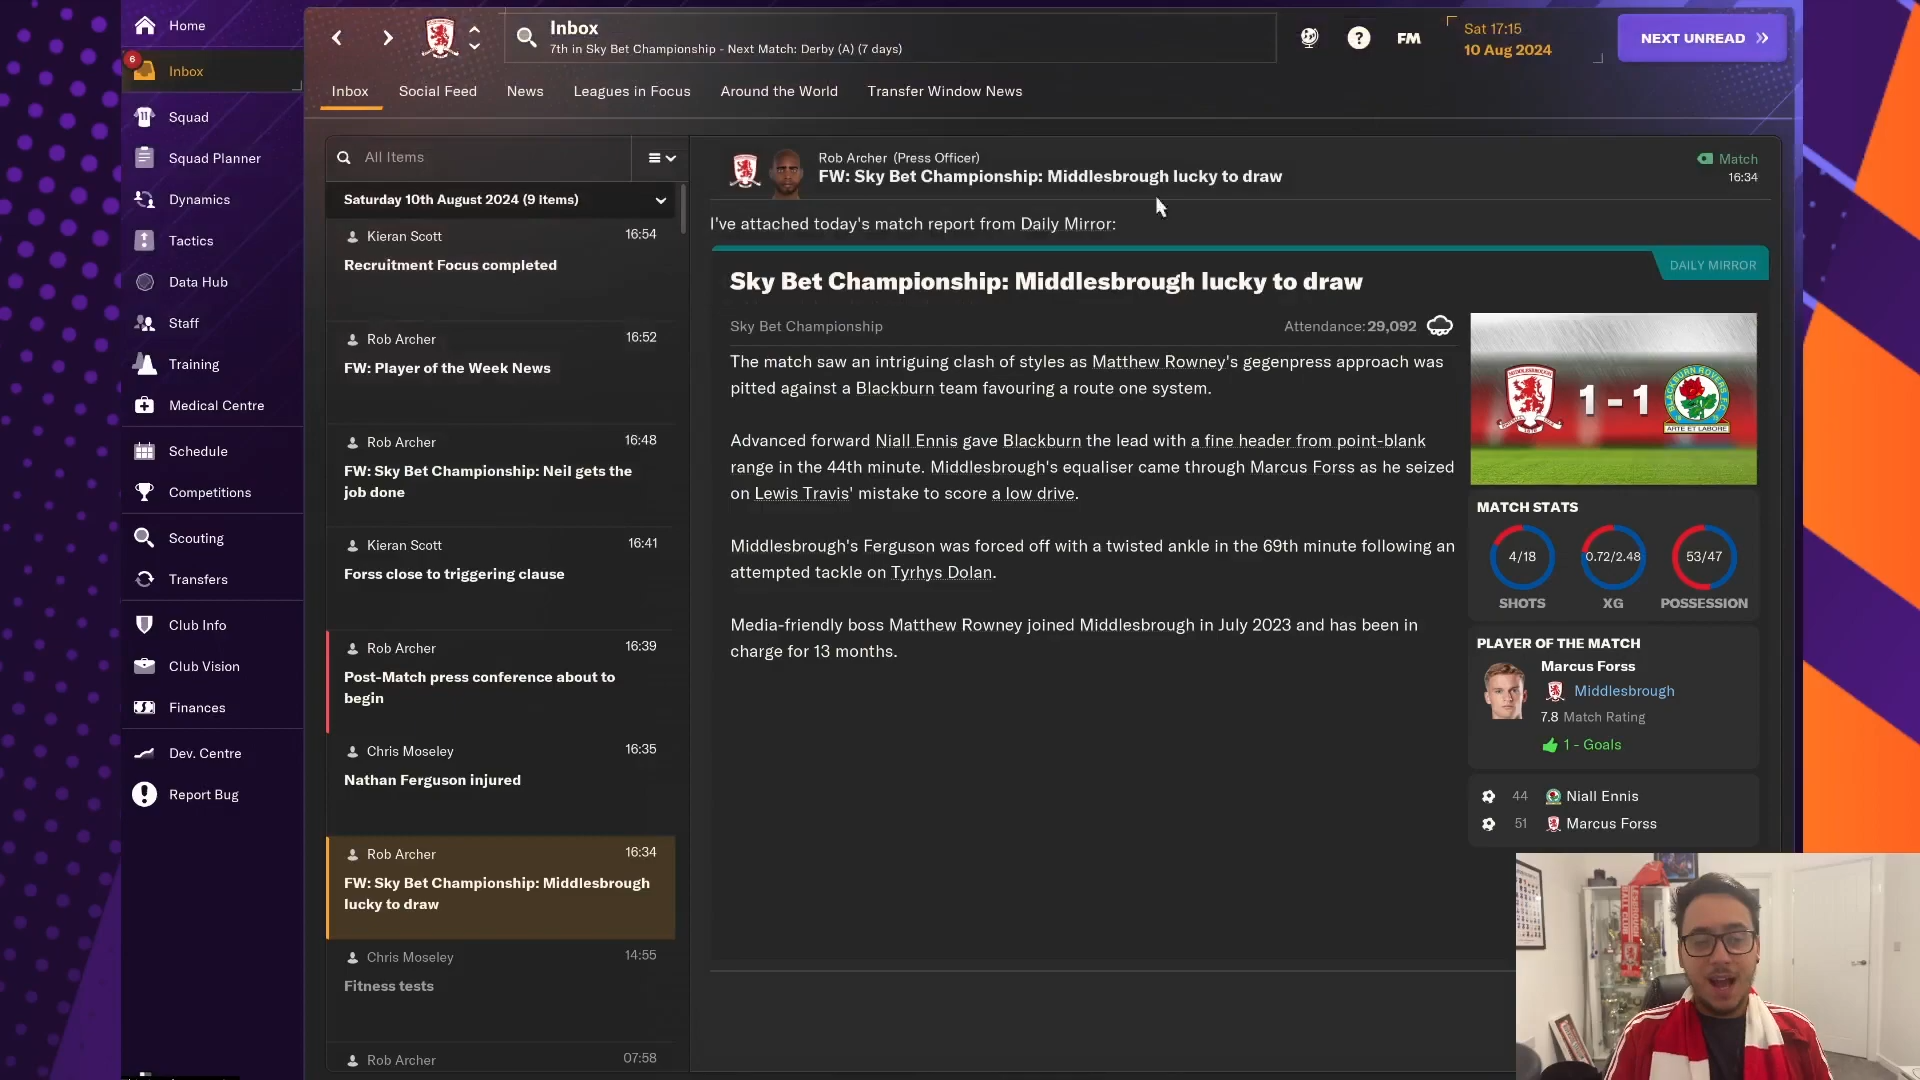 Home
6
Inbox
Squad
Squad Planner
Dynamics
Tactics
Data Hub
Staff
Training
Medical Centre
Schedule
Competitions
Scouting
Transfers
Club Info
Club Vision
Finances
Dev. Centre
Report Bug
Inbox
7th in Sky Bet Championship - Next Match: Derby (A) (7 days)
?
FM
Sat 17:15
10 Aug 2024
NEXT UNREAD
Inbox
Social Feed
News
Leagues in Focus
Around the World
Transfer Window News
All Items
Saturday 10th August 2024 (9 items)
Kieran Scott
16:54
Recruitment Focus completed
Rob Archer
16:52
FW: Player of the Week News
Rob Archer
16:48
FW: Sky Bet Championship: Neil gets the
job done
Kieran Scott
16:41
Forss close to triggering clause
Rob Archer
16:39
Post-Match press conference about to
begin
Chris Moseley
16:35
Nathan Ferguson injured
Rob Archer
16:34
FW: Sky Bet Championship: Middlesbrough
lucky to draw
Chris Moseley
14:55
Fitness tests
Rob Archer
07:58
Rob Archer (Press Officer)
FW: Sky Bet Championship: Middlesbrough lucky to draw
Match
16:34
I've attached today's match report from Daily Mirror:
DAILY MIRROR
Sky Bet Championship: Middlesbrough lucky to draw
Sky Bet Championship
Attendance: 29,092
The match saw an intriguing clash of styles as Matthew Rowney's gegenpress approach was
pitted against a Blackburn team favouring a route one system.
Advanced forward Niall Ennis gave Blackburn the lead with a fine header from point-blank
range in the 44th minute. Middlesbrough's equaliser came through Marcus Forss as he seized
on Lewis Travis' mistake to score a low drive.
Middlesbrough's Ferguson was forced off with a twisted ankle in the 69th minute following an
attempted tackle on Tyrhys Dolan.
Media-friendly boss Matthew Rowney joined Middlesbrough in July 2023 and has been in
charge for 13 months.
1 - 1
MATCH STATS
4/18
0.72/2.48
53/47
SHOTS
XG
POSSESSION
PLAYER OF THE MATCH
Marcus Forss
Middlesbrough
7.8 Match Rating
1 - Goals
44 Niall Ennis
51 Marcus Forss